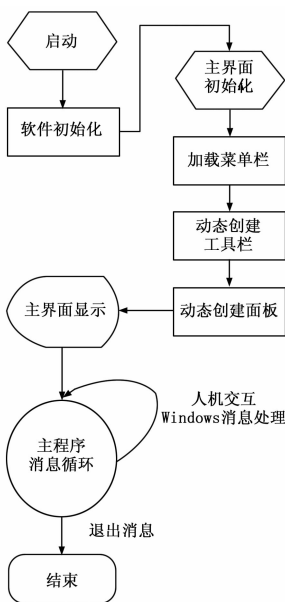 启动
软件初始化
主界面
初始化
加载菜单栏
动态创建
工具栏
动态创建面板
主界面显示
人机交互
Windows消息处理
主程序
消息循环
退出消息
结束